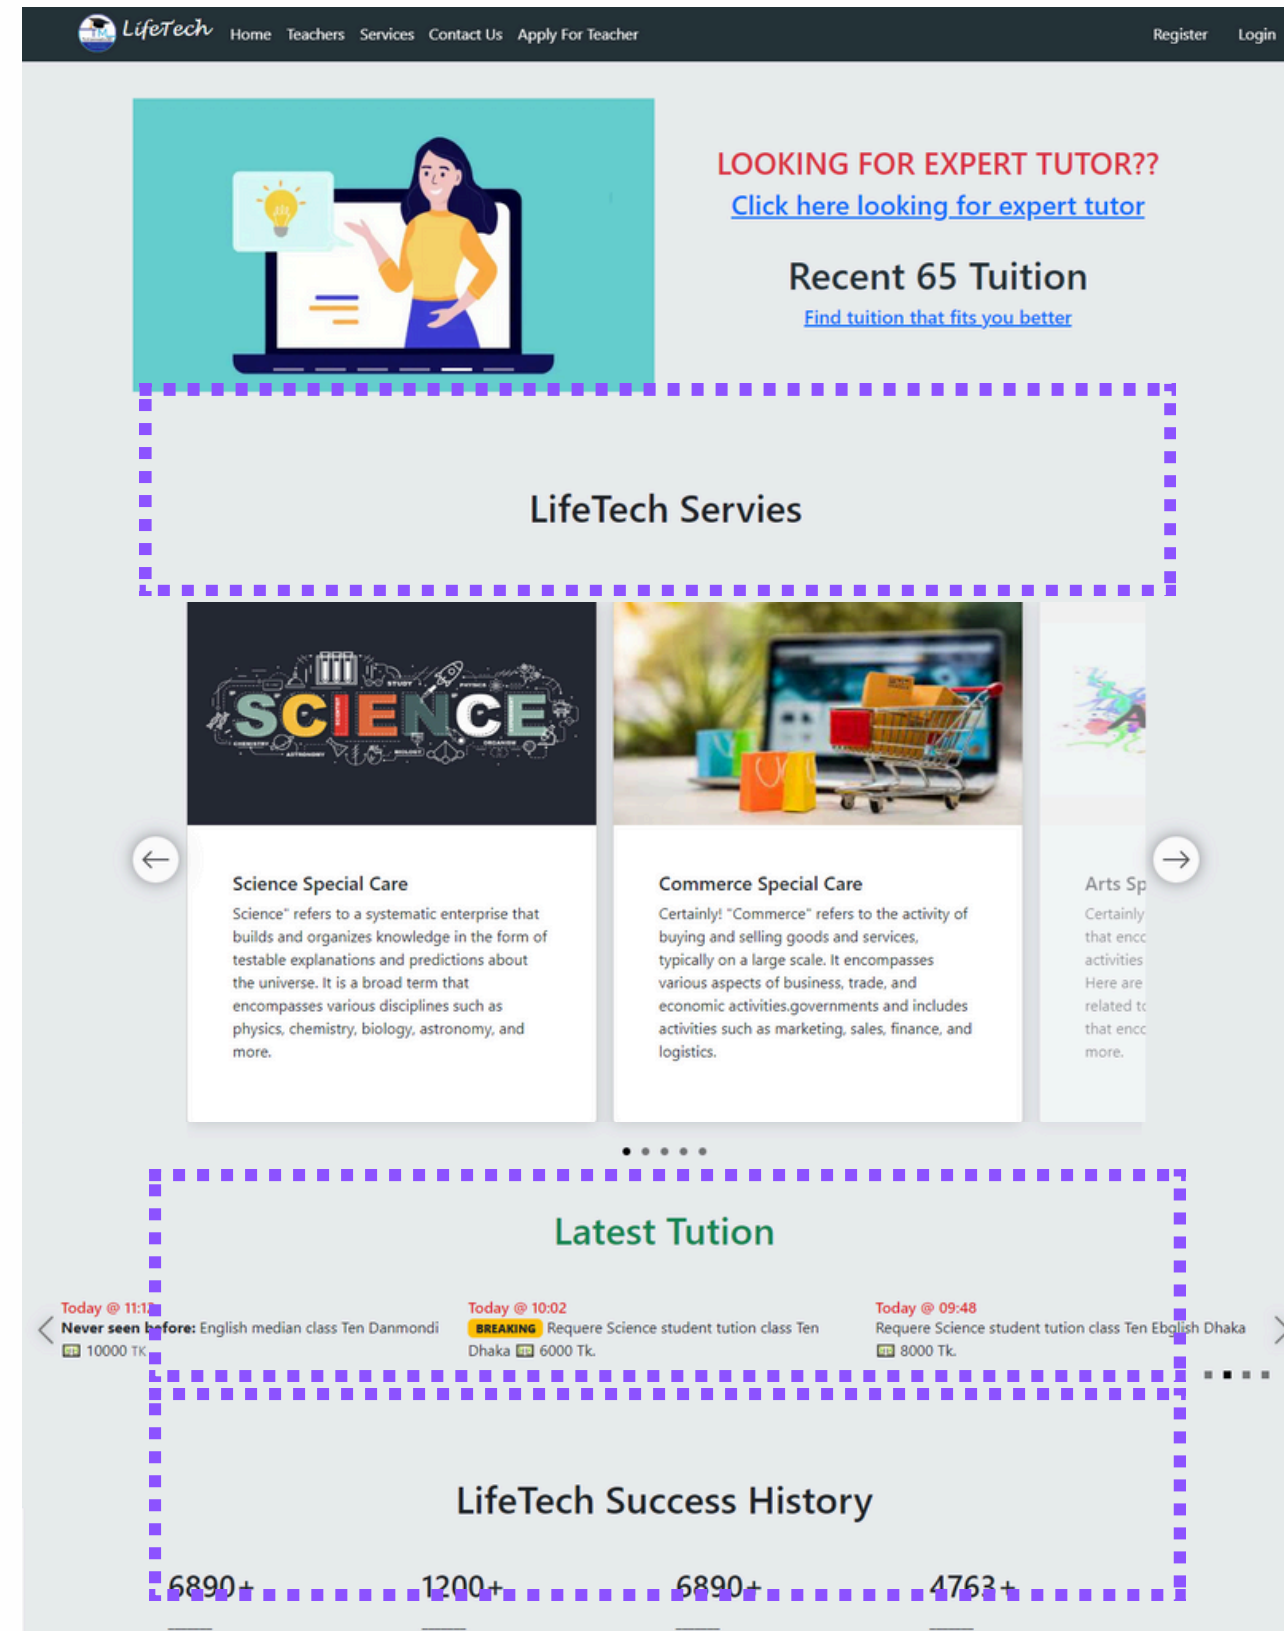 LifeTech Home Teachers Services Contact Us Apply For Teacher Register Login
LOOKING FOR EXPERT TUTOR??
Click here looking for expert tutor
Recent 65 Tuition
Find tuition that fits you better
LifeTech Servies
SCIENCE
Science Special Care
Science" refers to a systematic enterprise that
builds and organizes knowledge in the form of
testable explanations and predictions about
the universe. It is a broad term that
encompasses various disciplines such as
physics, chemistry, biology, astronomy, and
more.
Commerce Special Care
Certainly! "Commerce" refers to the activity of
buying and selling goods and services,
typically on a large scale. It encompasses
various aspects of business, trade, and
economic activities.governments and includes
activities such as marketing, sales, finance, and
logistics.
Arts Sp
Certainly
that enco
activities
Here are
related to
that enco
more.
Latest Tution
Today @ 11:1
Never seen before: English median class Ten Danmondi
10000 TK
Today @ 10:02
BREAKING Requere Science student tution class Ten
Dhaka 6000 Tk.
Today @ 09:48
Requere Science student tution class Ten Ebglish Dhaka
8000 Tk.
LifeTech Success History
6890+ 1200+ 6890+ 4763+